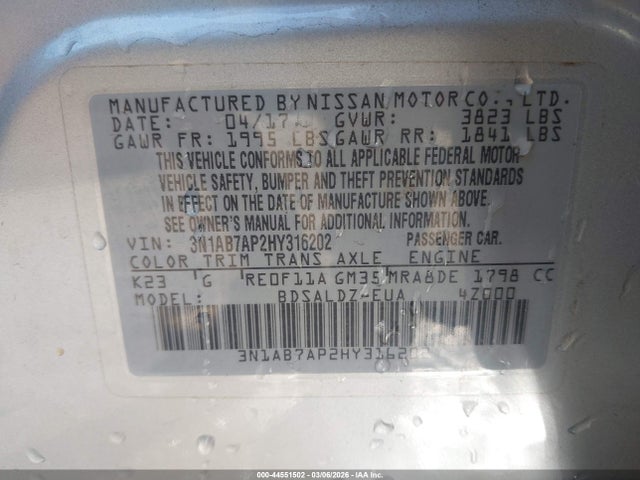 MANUFACTURED BY NISSAN MOTOR CO., LTD.
DATE: 04/17 GVWR: 3823 LBS
GAWR FR: 1995 LBS GAWR RR: 1841 LBS
THIS VEHICLE CONFORMS TO ALL APPLICABLE FEDERAL MOTOR
VEHICLE SAFETY, BUMPER AND THEFT PREVENTION STANDARDS
IN EFFECT ON THE DATE OF MANUFACTURE SHOWN ABOVE.
SEE OWNER'S MANUAL FOR ADDITIONAL INFORMATION.
VIN: 3N1AB7AP2HY316202 PASSENGER CAR.
COLOR TRIM TRANS AXLE ENGINE
K23 G RE0F11A GM35 MRA8DE 1798 CC
MODEL: BDSALDZ-EUA 4Z000
3N1AB7AP2HY316202
000-44551502 03/06/2026 - IAA Inc.